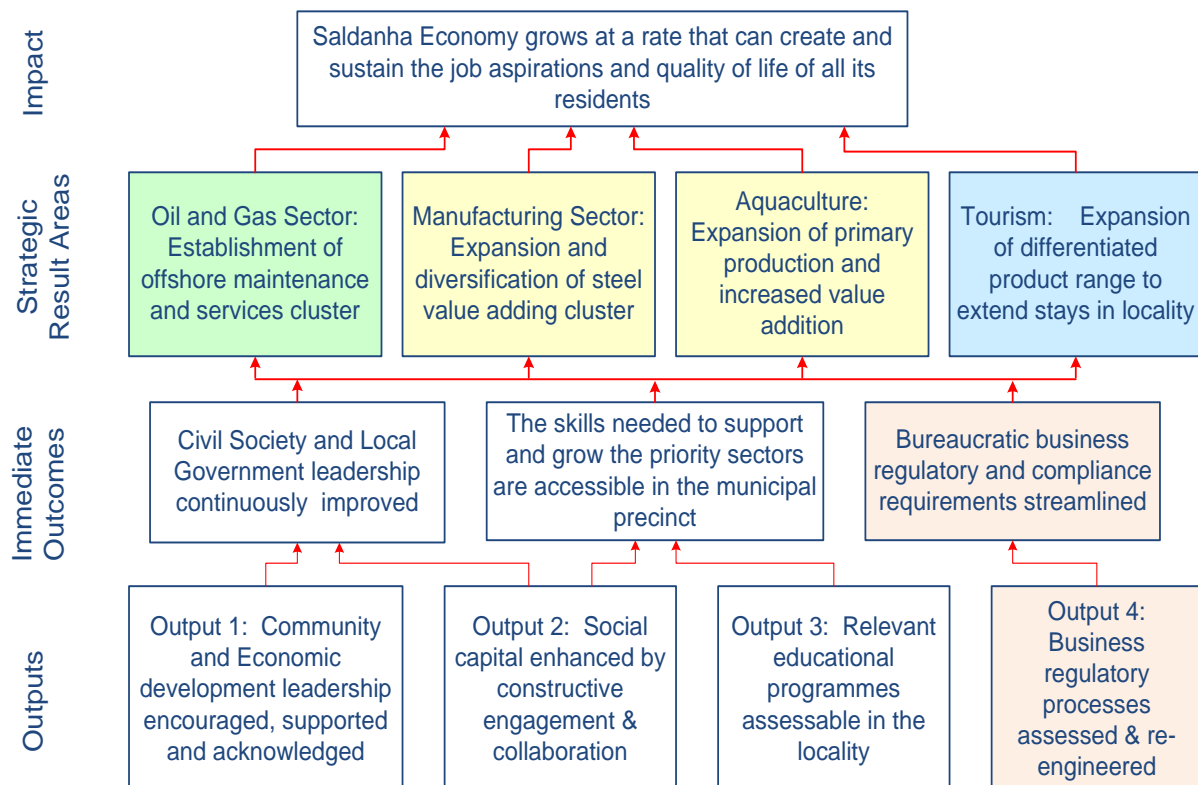 Impact
Saldanha Economy grows at a rate that can create and
sustain the job aspirations and quality of life of all its
residents
Strategic
Result Areas
Oil and Gas Sector:
Establishment of
offshore maintenance
and services cluster
Manufacturing Sector:
Expansion and
diversification of steel
value adding cluster
Aquaculture:
Expansion of primary
production and
increased value
addition
Tourism: Expansion
of differentiated
product range to
extend stays in locality
Immediate
Outcomes
Civil Society and Local
Government leadership
continuously improved
The skills needed to support
and grow the priority sectors
are accessible in the municipal
precinct
Bureaucratic business
regulatory and compliance
requirements streamlined
Outputs
Output 1: Community
and Economic
development leadership
encouraged, supported
and acknowledged
Output 2: Social
capital enhanced by
constructive
engagement &
collaboration
Output 3: Relevant
educational
programmes
assessable in the
locality
Output 4:
Business
regulatory
processes
assessed & re-
engineered